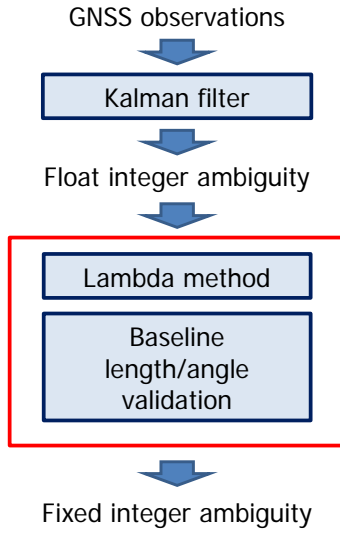 GNSS observations
Kalman filter
Float integer ambiguity
Lambda method
Baseline
length/angle
validation
Fixed integer ambiguity